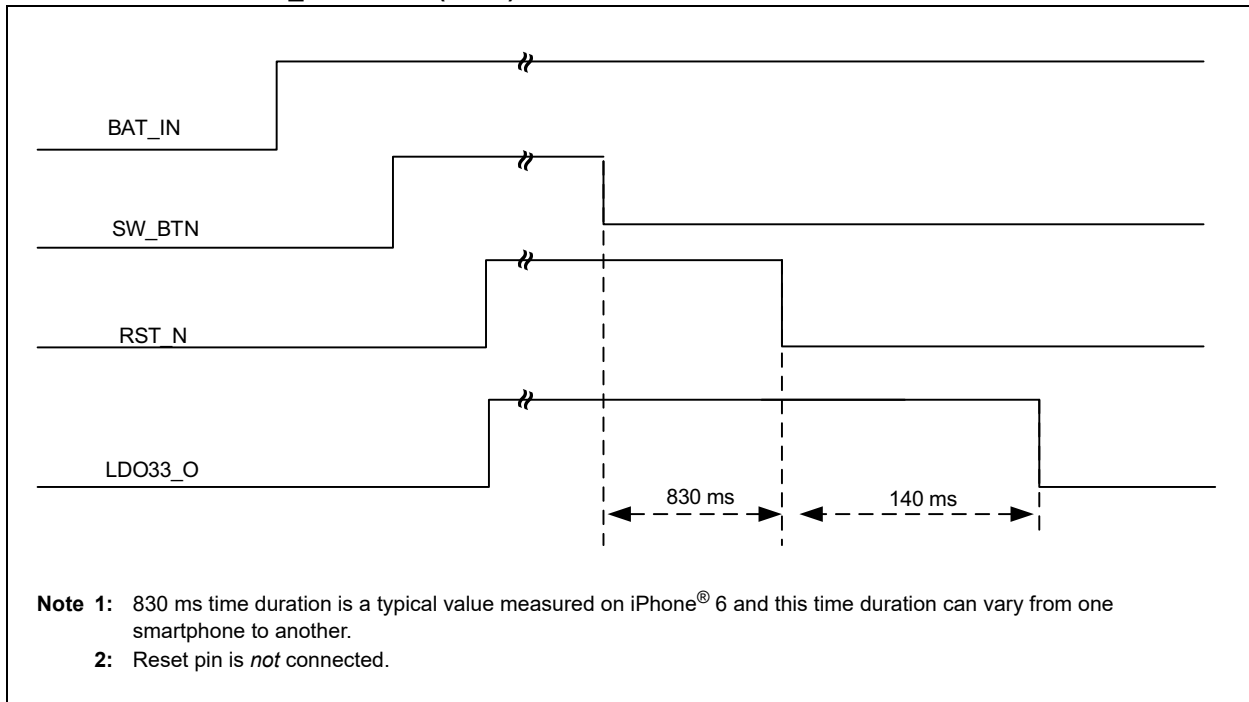 BAT_IN
SW_BTN
RST_N
LDO33_O
830 ms
140 ms
Note 1: 830 ms time duration is a typical value measured on iPhone® 6 and this time duration can vary from one
smartphone to another.
2: Reset pin is not connected.